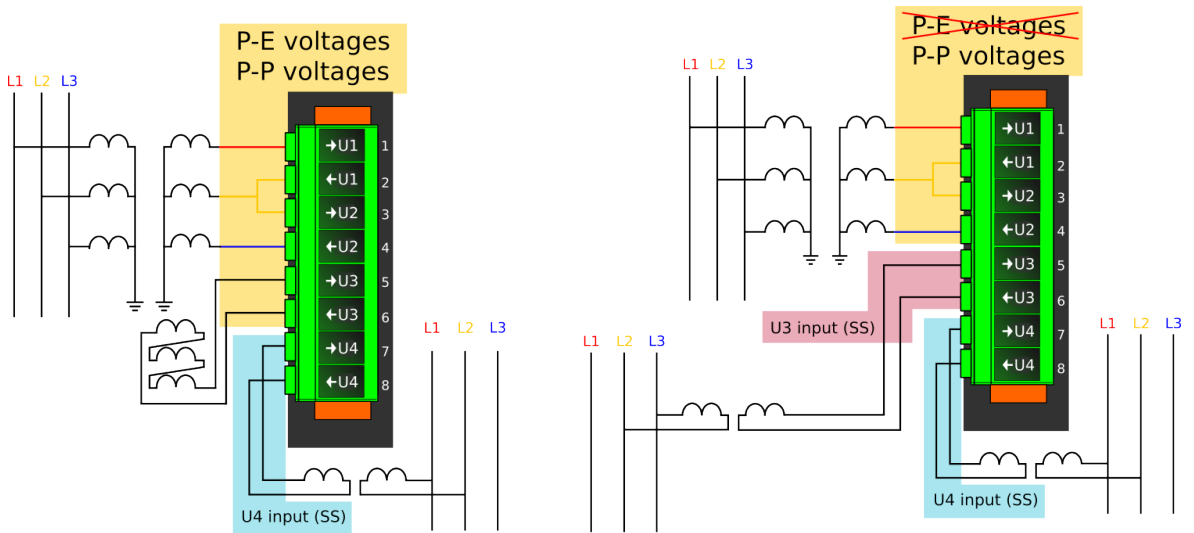 P-E voltages
P-P voltages
L1 L2 L3
→U1 1
←U1 2
→U2 3
←U2 4
→U3 5
←U3 6
→U4 7
←U4 8
L1 L2 L3
U4 input (SS)
P-E voltages
P-P voltages
L1 L2 L3
→U1 1
←U1 2
→U2 3
←U2 4
→U3 5
←U3 6
→U4 7
←U4 8
U3 input (SS)
L1 L2 L3
L1 L2 L3
U4 input (SS)